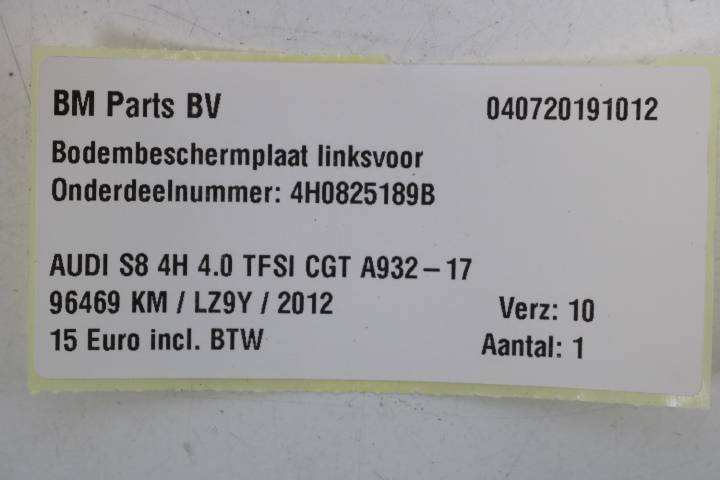 BM Parts BV 040720191012
Bodembeschermplaat linksvoor
Onderdeelnummer: 4H0825189B
AUDI S8 4H 4.0 TFSI CGT A932-17
96469 KM / LZ9Y / 2012 Verz: 10
15 Euro incl. BTW Aantal: 1